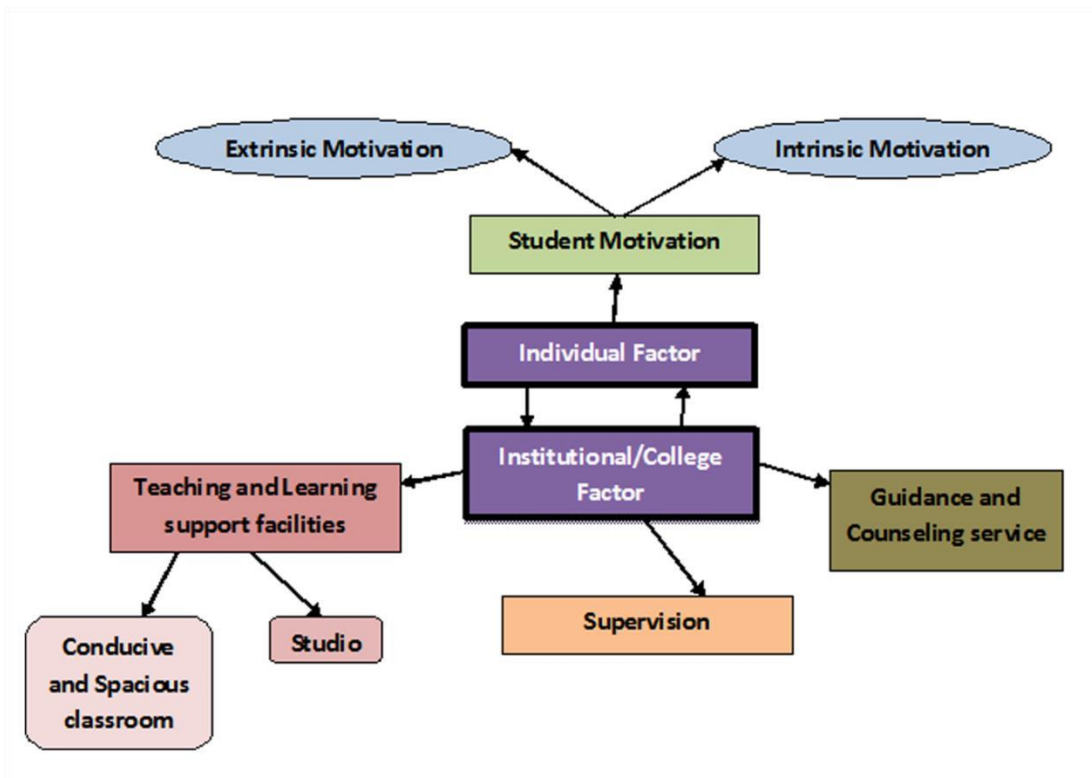 Extrinsic Motivation
Intrinsic Motivation
Student Motivation
Individual Factor
Institutional/College
Factor
Teaching and Learning
support facilities
Guidance and
Counseling service
Supervision
Conducive
and Spacious
classroom
Studio